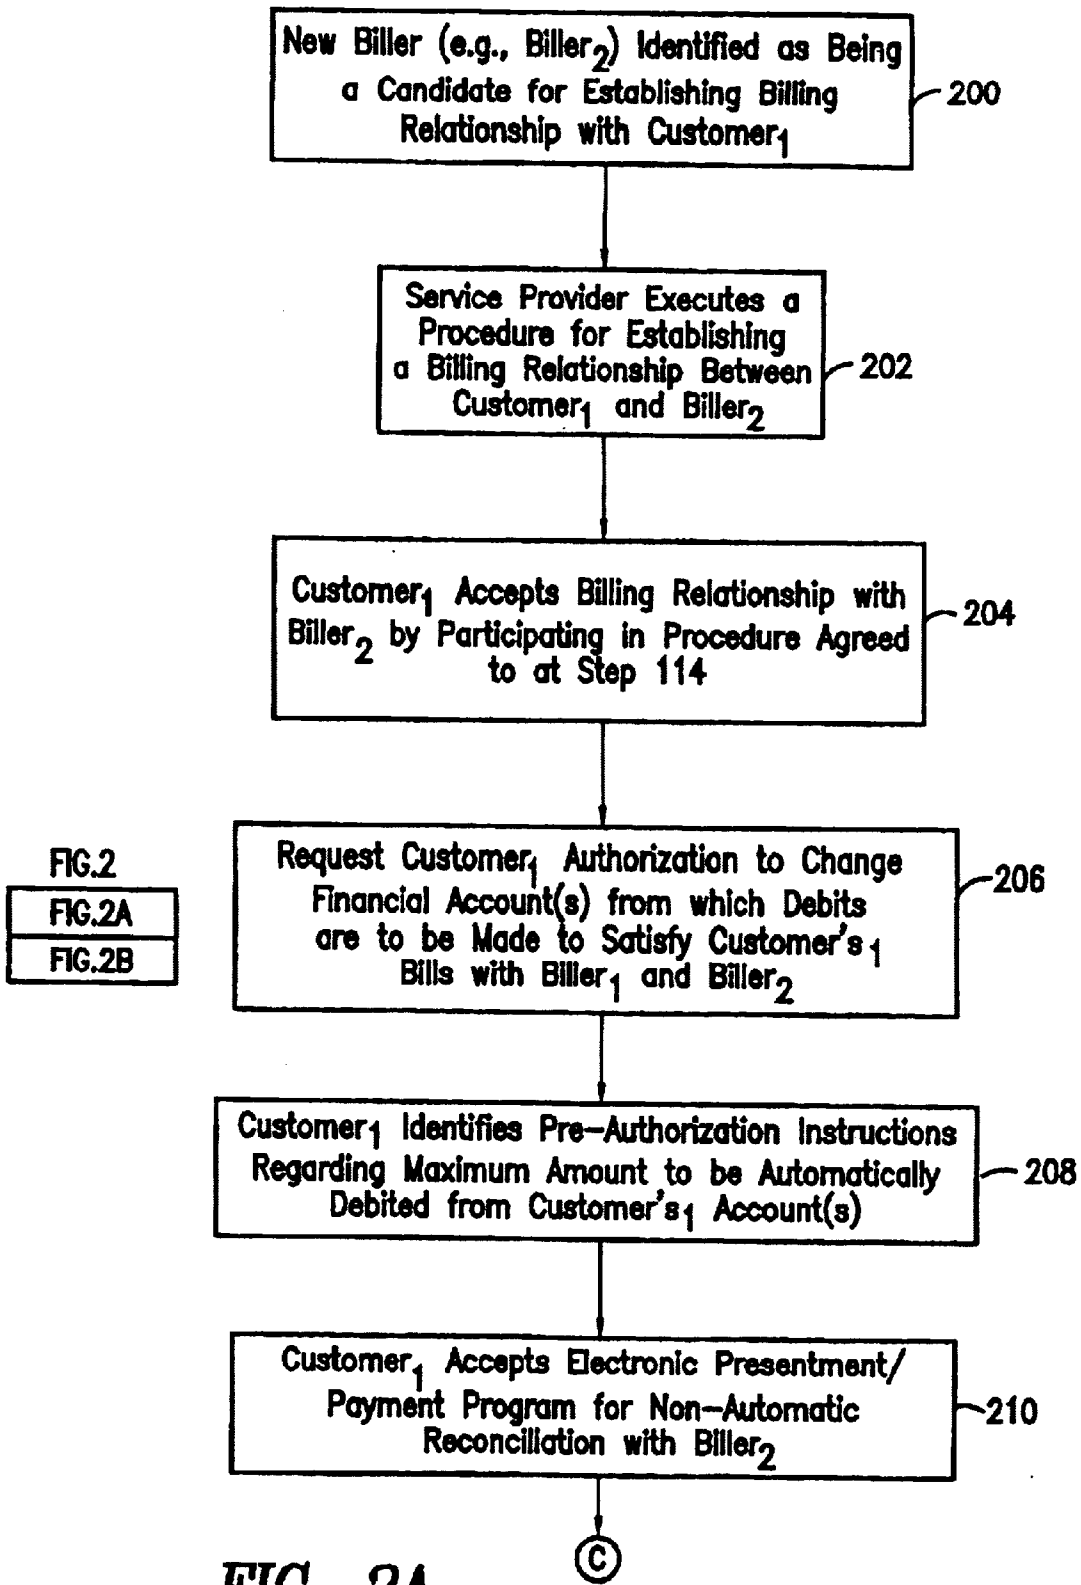 New Biller (e.g., Biller2) Identified as Being
a Candidate for Establishing Billing
Relationship with Customer1
200
Service Provider Executes a
Procedure for Establishing
a Billing Relationship Between
Customer1 and Biller2
202
Customer1 Accepts Billing Relationship with
Biller2 by Participating in Procedure Agreed
to at Step 114
204
Request Customer1 Authorization to Change
Financial Account(s) from which Debits
are to be Made to Satisfy Customer's1
Bills with Biller1 and Biller2
206
FIG.2
FIG.2A
FIG.2B
Customer1 Identifies Pre-Authorization Instructions
Regarding Maximum Amount to be Automatically
Debited from Customer's1 Account(s)
208
Customer1 Accepts Electronic Presentment/
Payment Program for Non-Automatic
Reconciliation with Biller2
210
C
FIG. 2A